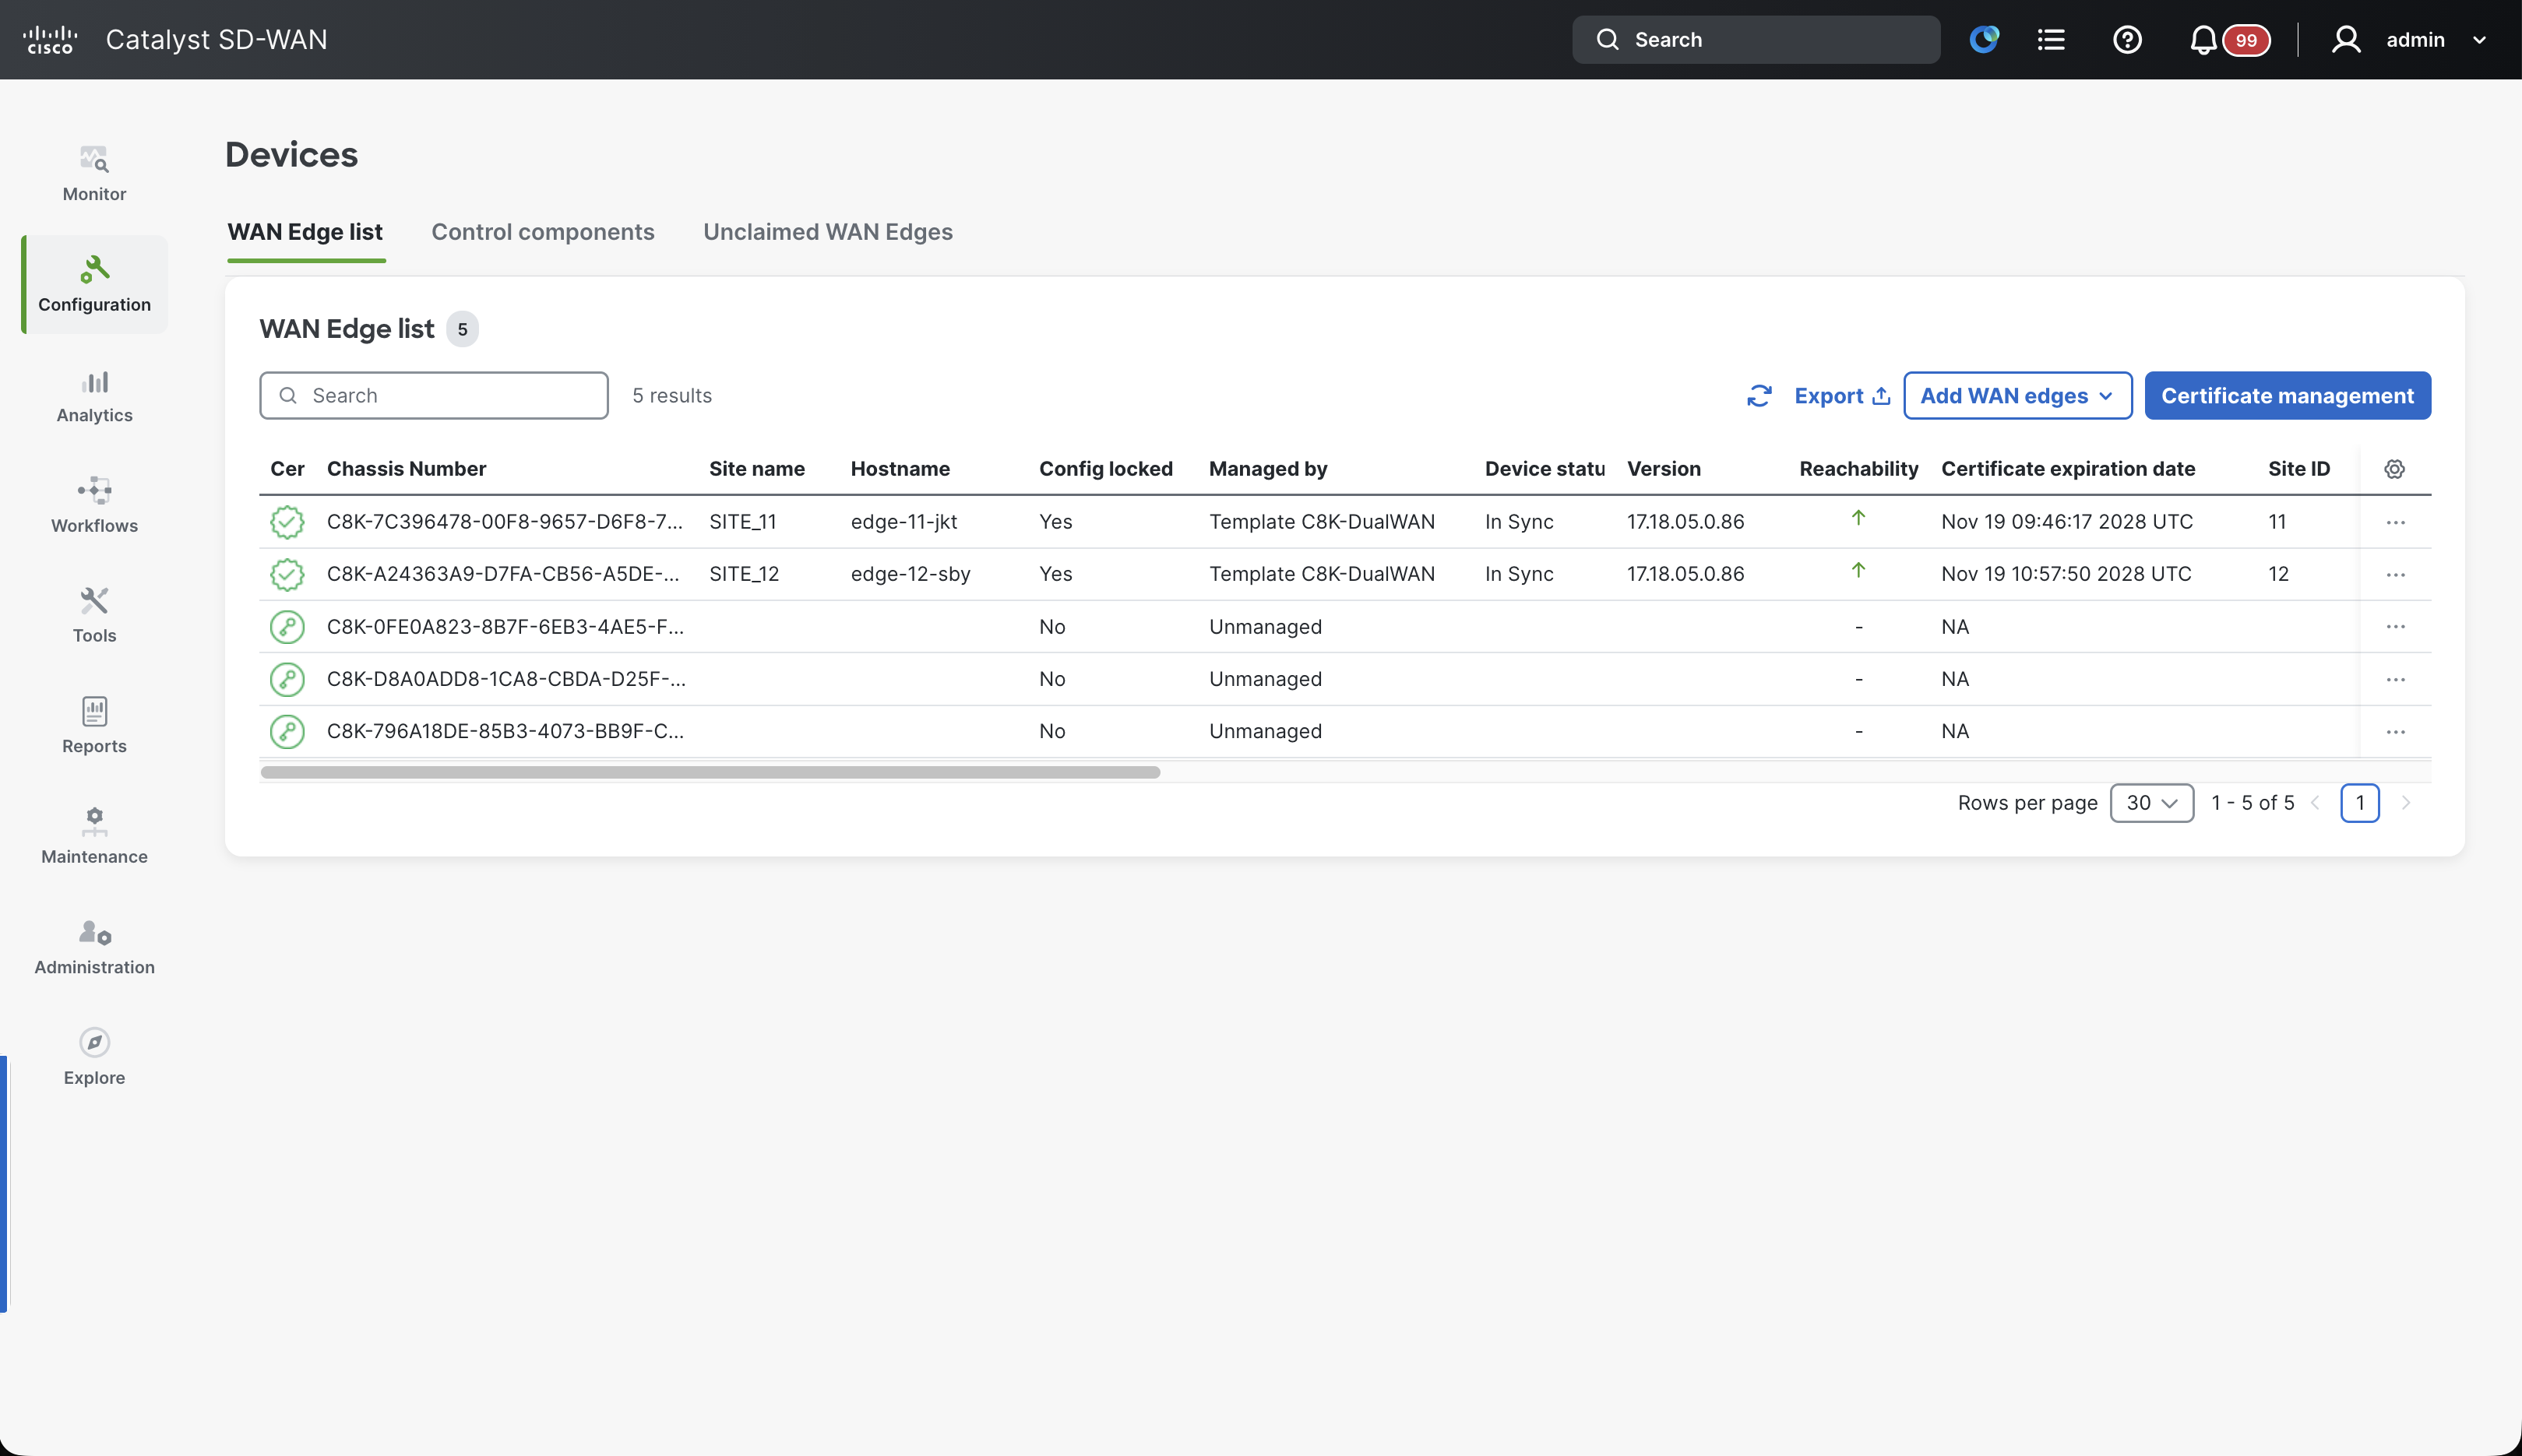 CISCO Catalyst SD-WAN Search 99 admin
Monitor
Configuration
Analytics
Workflows
Tools
Reports
Maintenance
Administration
Explore
Devices
WAN Edge list Control components Unclaimed WAN Edges
WAN Edge list 5
Search 5 results Export Add WAN edges Certificate management
Cer Chassis Number Site name Hostname Config locked Managed by Device statu Version Reachability Certificate expiration date Site ID
C8K-7C396478-00F8-9657-D6F8-7... SITE_11 edge-11-jkt Yes Template C8K-DualWAN In Sync 17.18.05.0.86 Nov 19 09:46:17 2028 UTC 11 ...
C8K-A24363A9-D7FA-CB56-A5DE-... SITE_12 edge-12-sby Yes Template C8K-DualWAN In Sync 17.18.05.0.86 Nov 19 10:57:50 2028 UTC 12 ...
C8K-0FE0A823-8B7F-6EB3-4AE5-F... No Unmanaged - NA ...
C8K-D8A0ADD8-1CA8-CBDA-D25F-... No Unmanaged - NA ...
C8K-796A18DE-85B3-4073-BB9F-C... No Unmanaged - NA ...
Rows per page 30 1 - 5 of 5 1